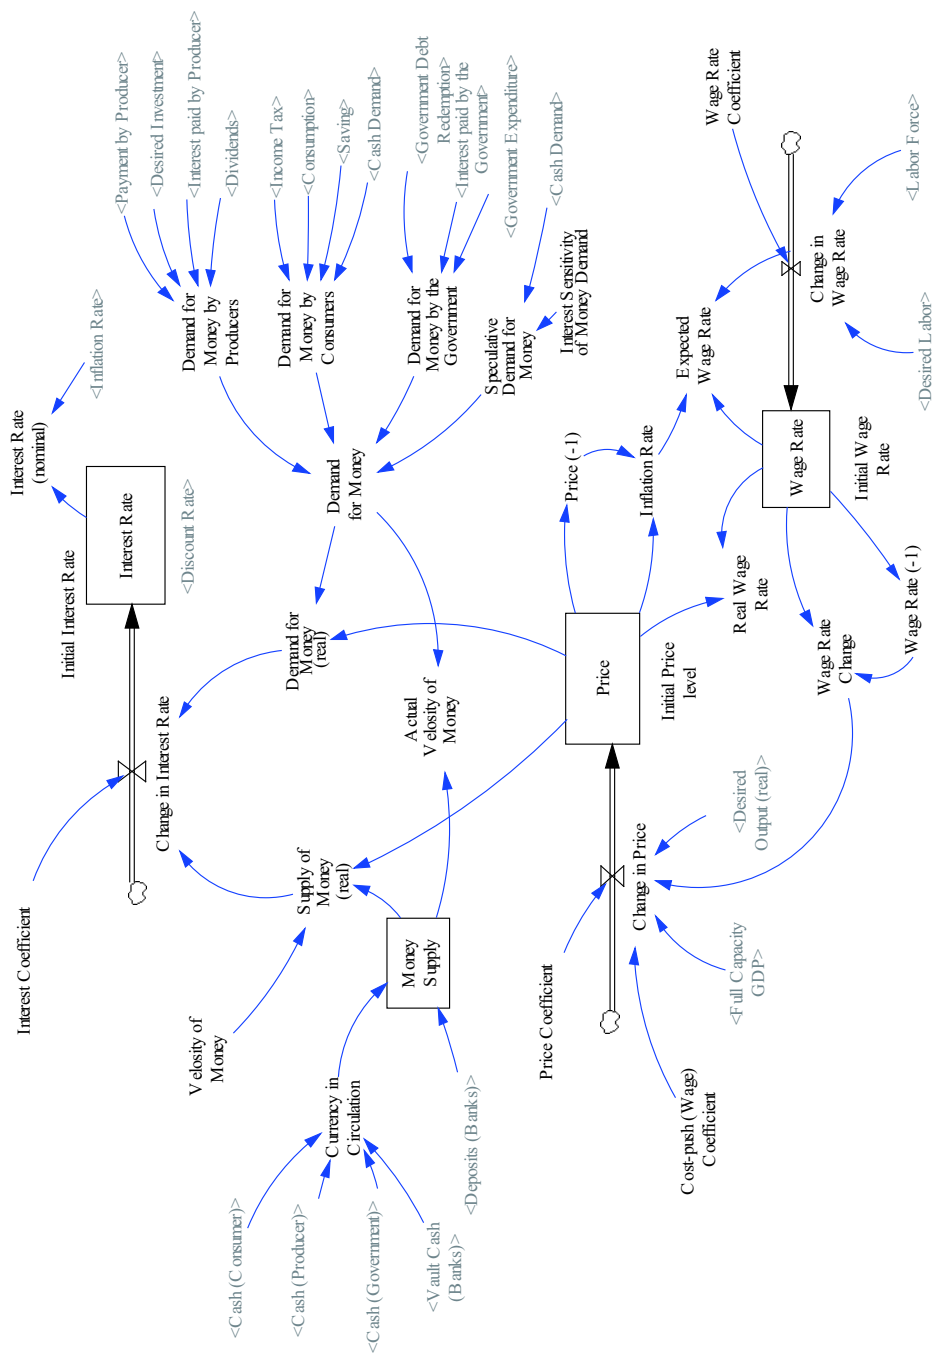 Interest Coefficient
Initial Interest Rate
Interest Rate
(nominal)
<Inflation Rate>
Interest Rate
Change in Interest Rate
<Discount Rate>
<Payment by Producer>
<Desired Investment>
<Interest paid by Producer>
<Dividends>
Demand for
Money by
Producers
Velosity of
Money
Supply of
Money
(real)
Demand for
Money
(real)
<Income Tax>
<Consumption>
<Saving>
<Cash Demand>
Demand for
Money by
Consumers
<Cash (Consumer)>
<Cash (Producer)>
<Cash (Government)>
<Vault Cash
(Banks)>
Currency in
Circulation
Demand
for Money
<Government Debt
Redemption>
<Interest paid by the
Government>
<Government Expenditure>
Demand for
Money by the
Government
Money
Supply
Actual
Velosity of
Money
<Deposits (Banks)>
Speculative
Demand for
Money
<Cash Demand>
Interest Sensitivity
of Money Demand
Price Coefficient
Price
Price (-1)
Inflation Rate
Change in Price
Initial Price
level
Cost-push (Wage)
Coefficient
<Full Capacity
GDP>
<Desired
Output (real)>
Real Wage
Rate
Expected
Wage Rate
Wage Rate
Coefficient
Wage Rate
Change in
Wage Rate
Wage Rate
Change
Initial Wage
Rate
Wage Rate (-1)
<Desired Labor>
<Labor Force>